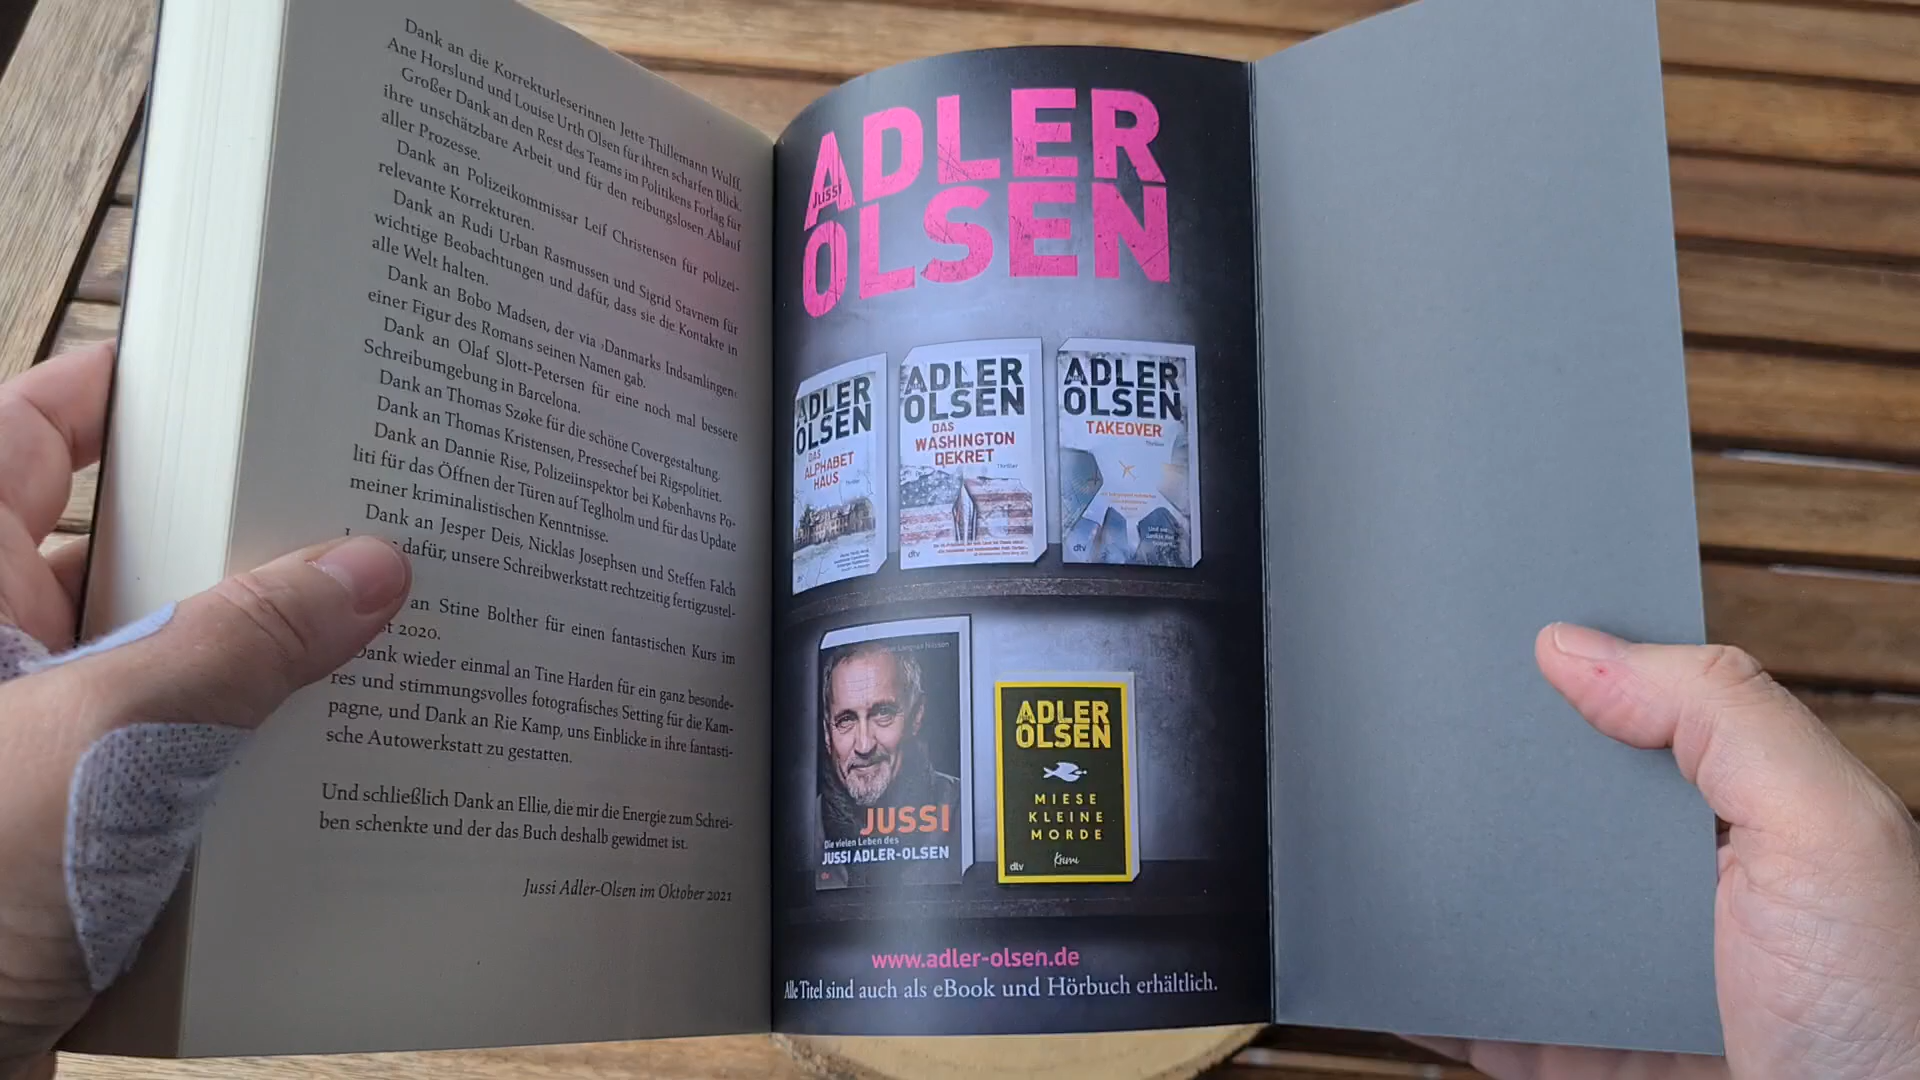 Dank an die Korrekturleserinnen Jette Thillemann Wulff,
Ane Horslund und Louise Urth Olsen für ihren scharfen Blick.
Großer Dank an den Rest des Teams im Politikens Forlag für
ihre unschätzbare Arbeit und für den reibungslosen Ablauf
aller Prozesse.
Dank an Polizeikommissar Leif Christensen für polizei-
relevante Korrekturen.
Dank an Rudi Urban Rasmussen und Sigrid Stavnem für
wichtige Beobachtungen und dafür, dass sie die Kontakte in
alle Welt halten.
Dank an Bobo Madsen, der via ›Danmarks Indsamlingen‹
einer Figur des Romans seinen Namen gab.
Dank an Olaf Slott-Petersen für eine noch mal bessere
Schreibumgebung in Barcelona.
Dank an Thomas Szøke für die schöne Covergestaltung.
Dank an Thomas Kristensen, Pressechef bei Rigspolitiet.
Dank an Dannie Rise, Polizeiinspektor bei Københavns Po-
liti für das Öffnen der Türen auf Teglholm und für das Update
meiner kriminalistischen Kenntnisse.
Dank an Jesper Deis, Nicklas Josephsen und Steffen Falch
dafür, unsere Schreibwerkstatt rechtzeitig fertigzustel-
an Stine Bolther für einen fantastischen Kurs im
2020.
Dank wieder einmal an Tine Harden für ein ganz besonde-
res und stimmungsvolles fotografisches Setting für die Kam-
pagne, und Dank an Rie Kamp, uns Einblicke in ihre fantasti-
sche Autowerkstatt zu gestatten.
Und schließlich Dank an Ellie, die mir die Energie zum Schrei-
ben schenkte und der das Buch deshalb gewidmet ist.
Jussi Adler-Olsen im Oktober 2021
Jussi
ADLER
OLSEN
ADLER
OLSEN
DAS
ALPHABET
HAUS
Thriller
ADLER
OLSEN
DAS
WASHINGTON
DEKRET
Thriller
dtv
ADLER
OLSEN
TAKEOVER
Thriller
dtv
JUSSI
Die vielen Leben des
JUSSI ADLER-OLSEN
ADLER
OLSEN
MIESE
KLEINE
MORDE
Krimi
dtv
www.adler-olsen.de
Alle Titel sind auch als eBook und Hörbuch erhältlich.